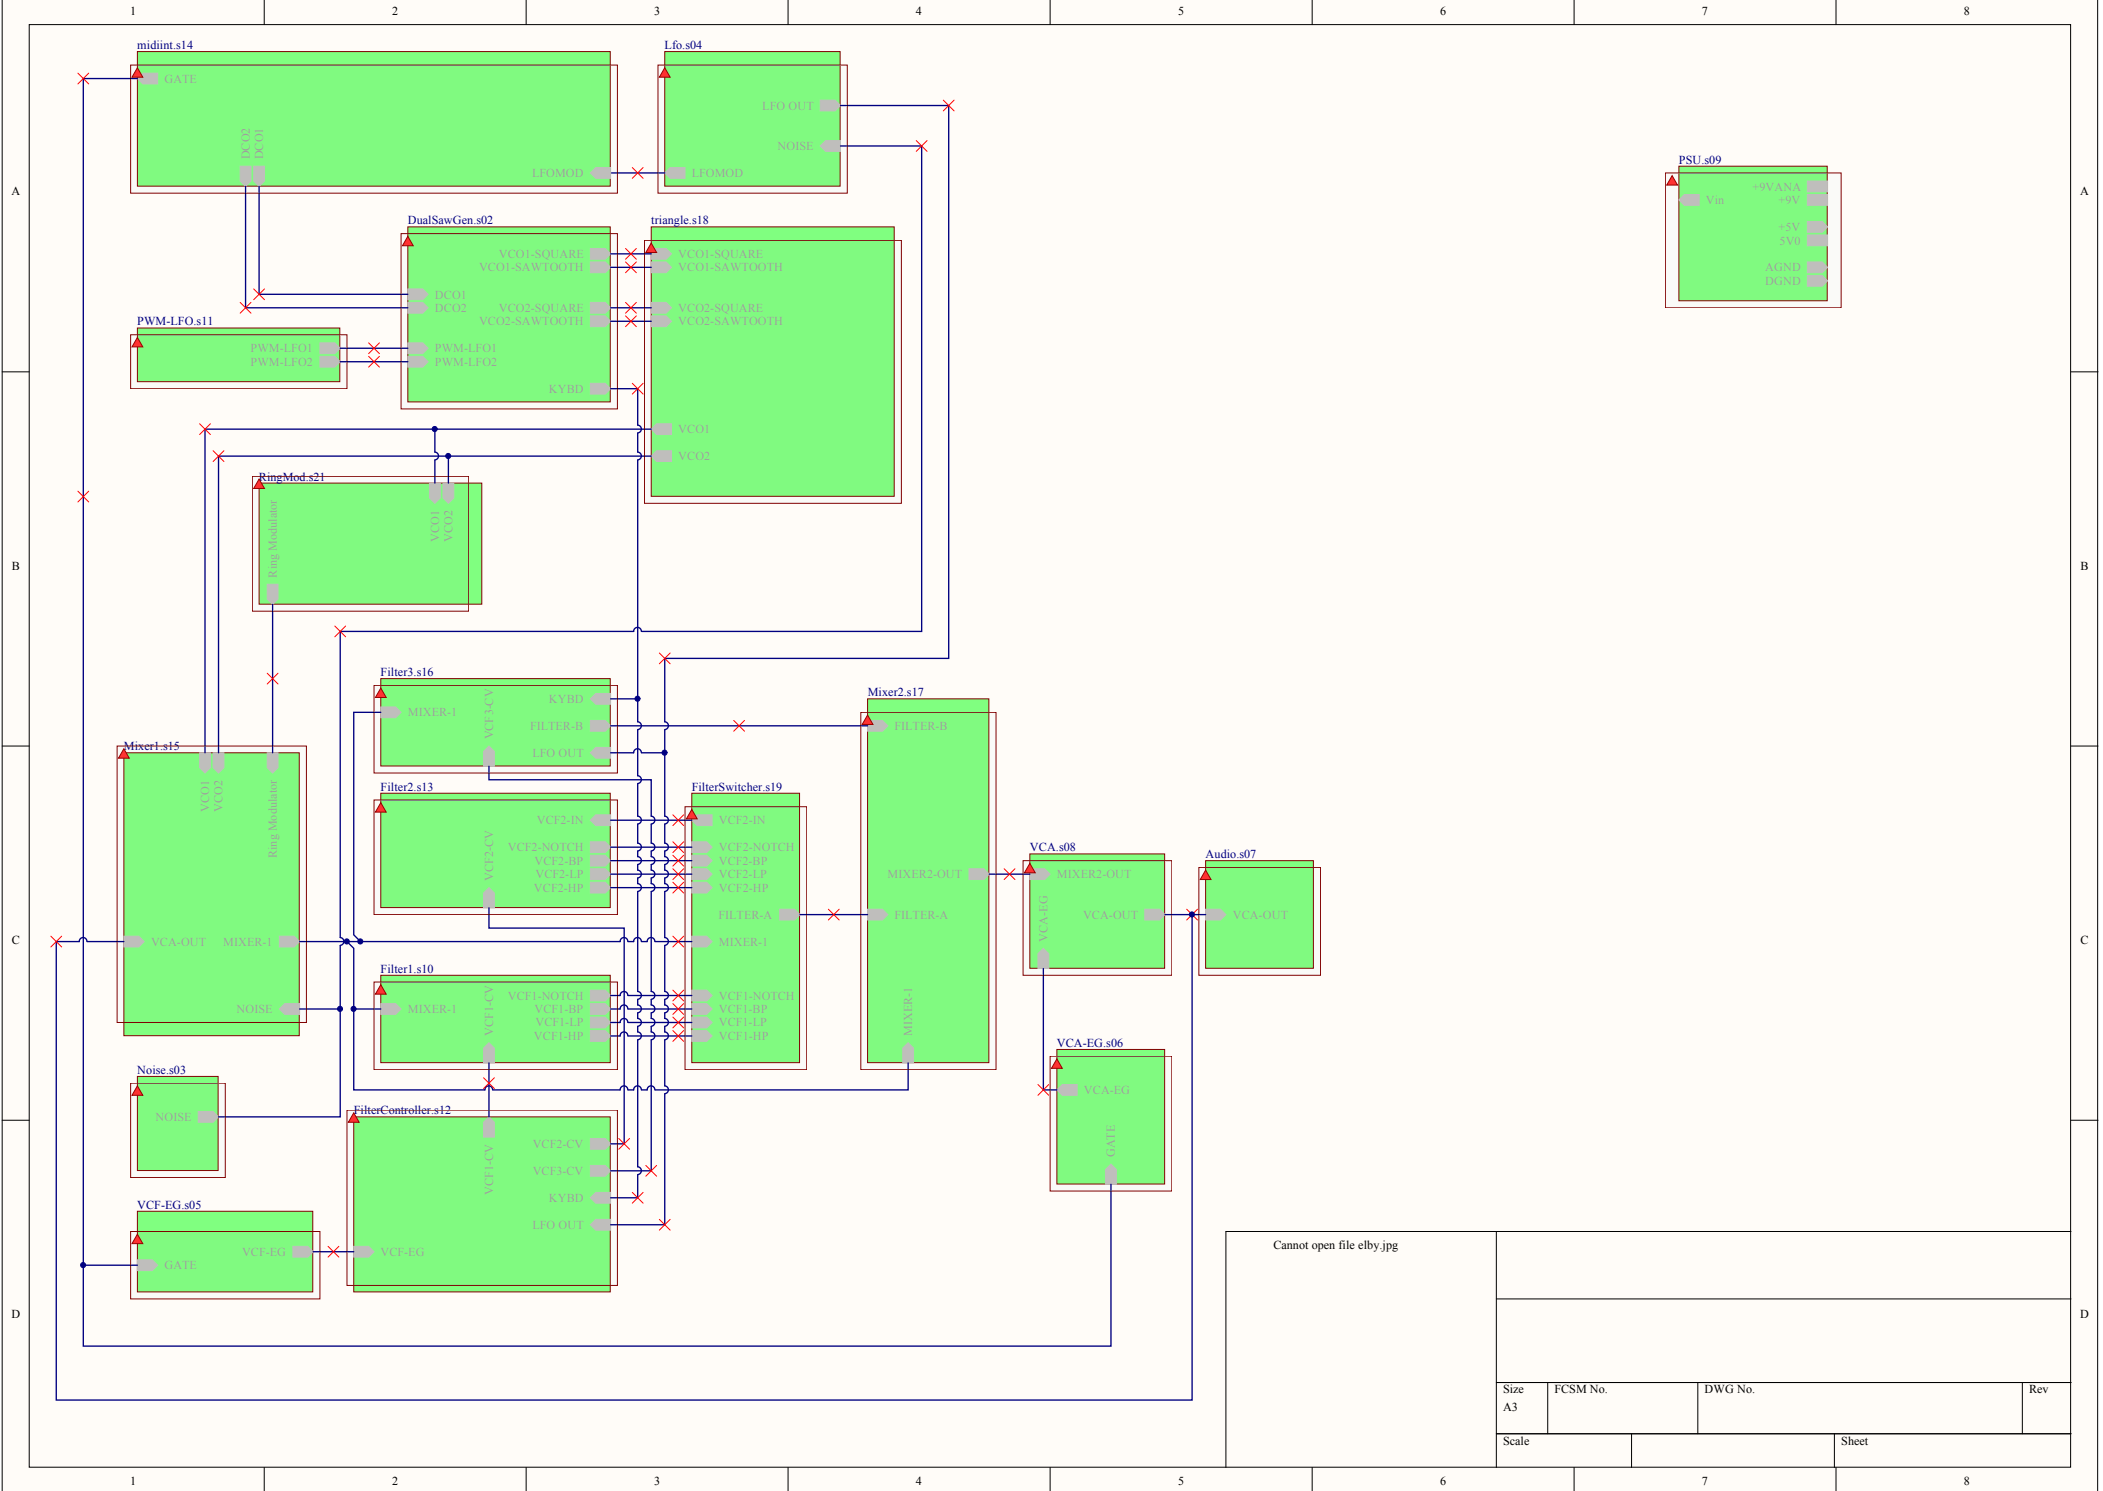 1 2 3 4 5 6 7 8
midiint.s14
GATE
DCO2
DCO1
LFOMOD
Lfo.s04
LFO OUT
NOISE
LFOMOD
A
A
PSU.s09
+9VANA
Vin
+9V
+5V
5V0
AGND
DGND
DualSawGen.s02
VCO1-SQUARE
VCO1-SAWTOOTH
DCO1
DCO2
VCO2-SQUARE
VCO2-SAWTOOTH
PWM-LFO1
PWM-LFO2
KYBD
triangle.s18
VCO1-SQUARE
VCO1-SAWTOOTH
VCO2-SQUARE
VCO2-SAWTOOTH
VCO1
VCO2
PWM-LFO.s11
PWM-LFO1
PWM-LFO2
RingMod.s21
Ring Modulator
VCO1
VCO2
B
B
Filter3.s16
KYBD
MIXER-1
VCF3-CV
FILTER-B
LFO OUT
Mixer2.s17
FILTER-B
MIXER2-OUT
FILTER-A
MIXER-1
Mixer1.s15
VCO1
VCO2
Ring Modulator
VCA-OUT
MIXER-1
NOISE
Filter2.s13
VCF2-IN
VCF2-CV
VCF2-NOTCH
VCF2-BP
VCF2-LP
VCF2-HP
FilterSwitcher.s19
VCF2-IN
VCF2-NOTCH
VCF2-BP
VCF2-LP
VCF2-HP
FILTER-A
MIXER-1
VCF1-NOTCH
VCF1-BP
VCF1-LP
VCF1-HP
VCA.s08
MIXER2-OUT
VCA-EG
VCA-OUT
Audio.s07
VCA-OUT
C
C
Filter1.s10
VCF1-NOTCH
MIXER-1
VCF1-CV
VCF1-BP
VCF1-LP
VCF1-HP
VCA-EG.s06
VCA-EG
GATE
Noise.s03
NOISE
FilterController.s12
VCF1-CV
VCF2-CV
VCF3-CV
KYBD
LFO OUT
VCF-EG
VCF-EG.s05
VCF-EG
GATE
D
D
Cannot open file elby.jpg
Size
A3
FCSM No.
DWG No.
Rev
Scale
Sheet
1 2 3 4 5 6 7 8